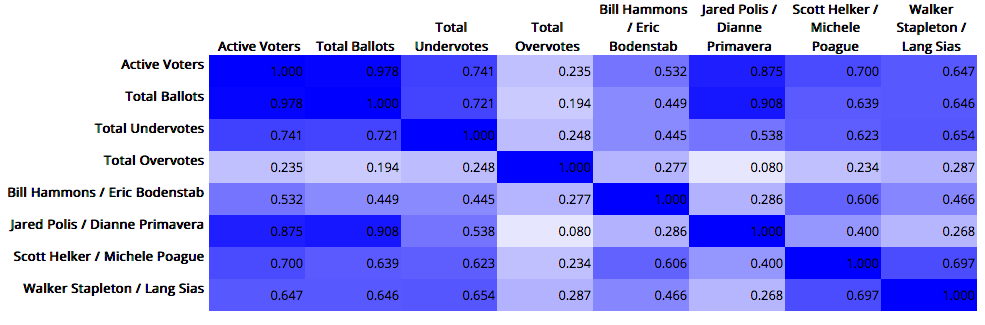 Bill Hammons Jared Polis / Scott Helker / Walker
Total Total / Eric Dianne Michele Stapleton /
Active Voters Total Ballots Undervotes Overvotes Bodenstab Primavera Poague Lang Sias
Active Voters 1.000 0.978 0.741 0.235 0.532 0.875 0.700 0.647
Total Ballots 0.978 1.000 0.721 0.194 0.449 0.908 0.639 0.646
Total Undervotes 0.741 0.721 1.000 0.248 0.445 0.538 0.623 0.654
Total Overvotes 0.235 0.194 0.248 1.000 0.277 0.080 0.234 0.287
Bill Hammons / Eric Bodenstab 0.532 0.449 0.445 0.277 1.000 0.286 0.606 0.466
Jared Polis / Dianne Primavera 0.875 0.908 0.538 0.080 0.286 1.000 0.400 0.268
Scott Helker / Michele Poague 0.700 0.639 0.623 0.234 0.606 0.400 1.000 0.697
Walker Stapleton / Lang Sias 0.647 0.646 0.654 0.287 0.466 0.268 0.697 1.000